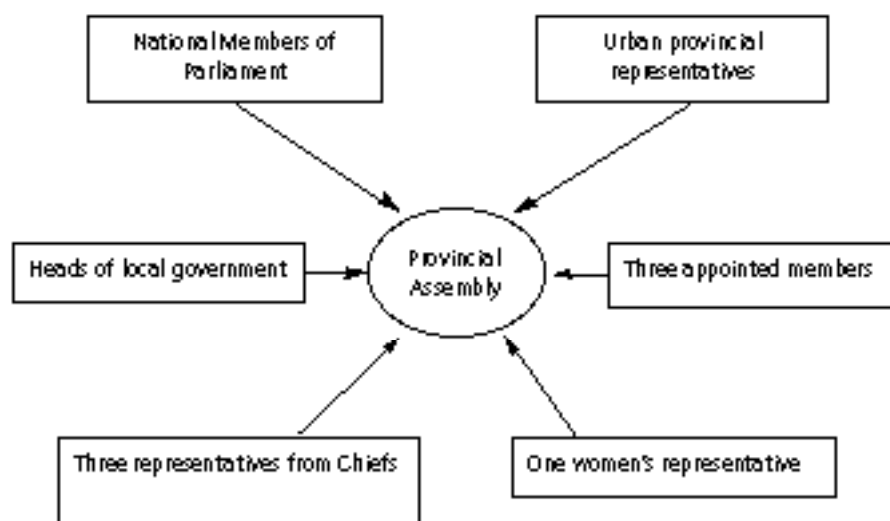 National Members of
Parliament
Urban provincial
representatives
Heads of local government
Provincial
Assembly
Three appointed members
Three representatives from Chiefs
One women's representative